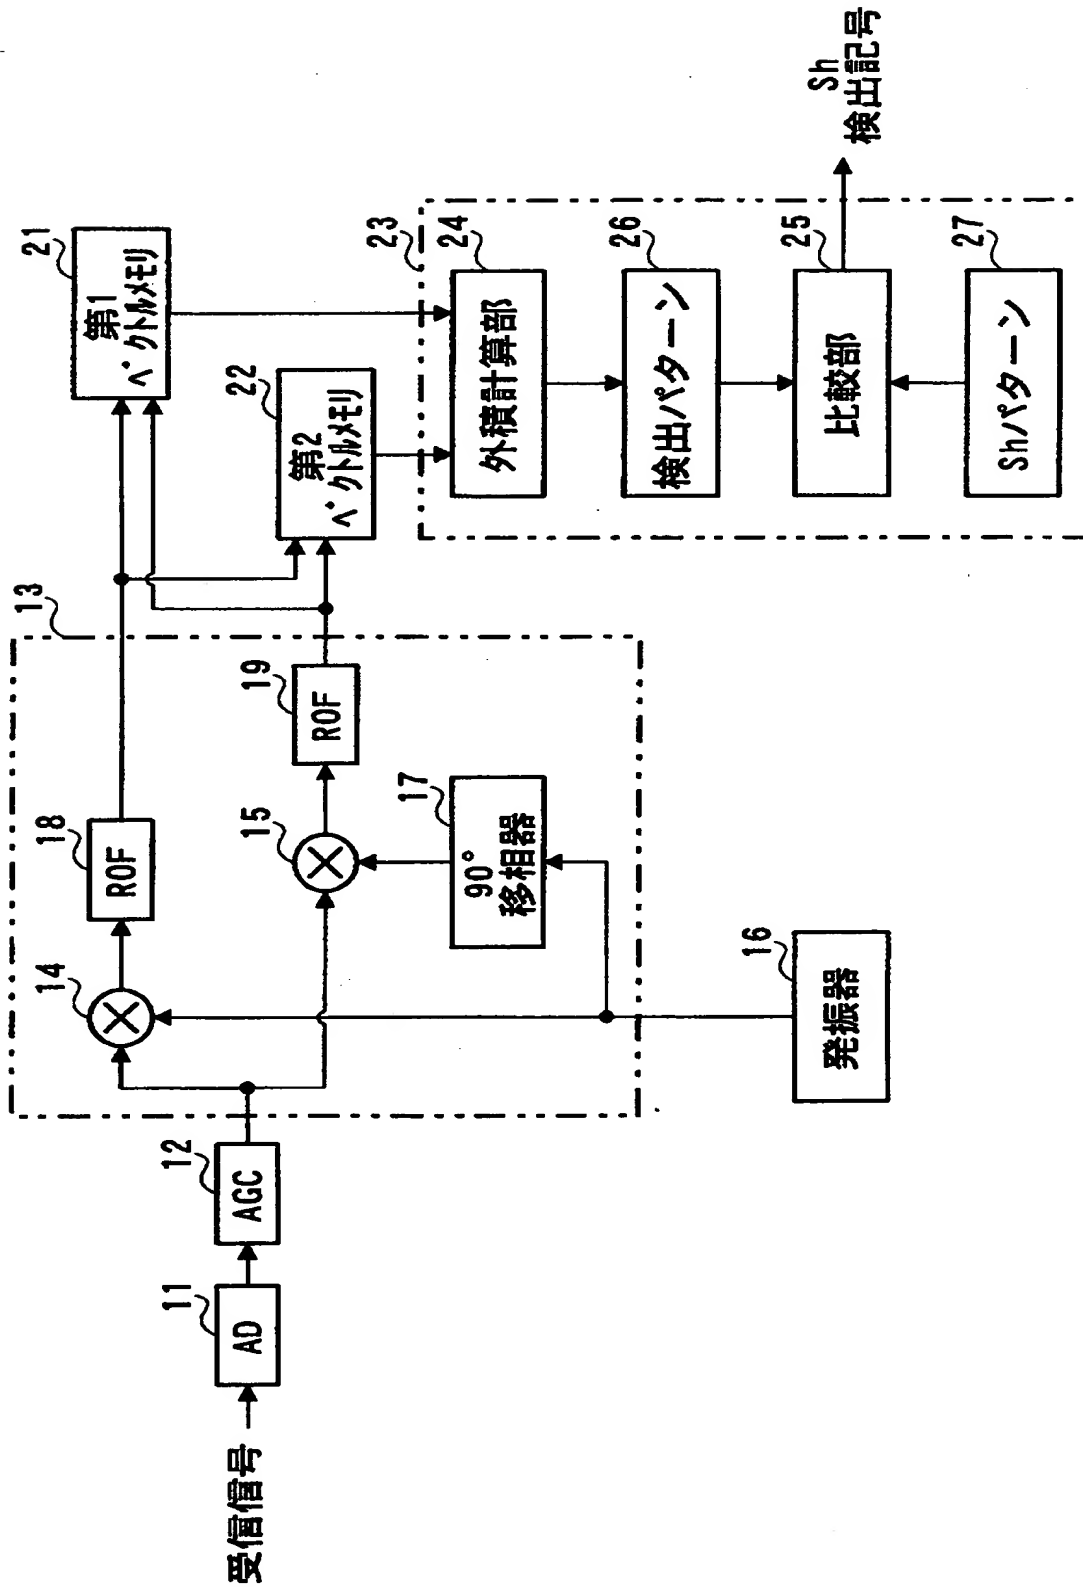 受信信号
11
AD
12
AGC
13
14
18
ROF
15
19
ROF
17
90°
移相器
16
発振器
21
第1
ベクトルメモリ
22
第2
ベクトルメモリ
23
24
外積計算部
26
検出パターン
25
比較部
27
Shパターン
Sh
検出記号